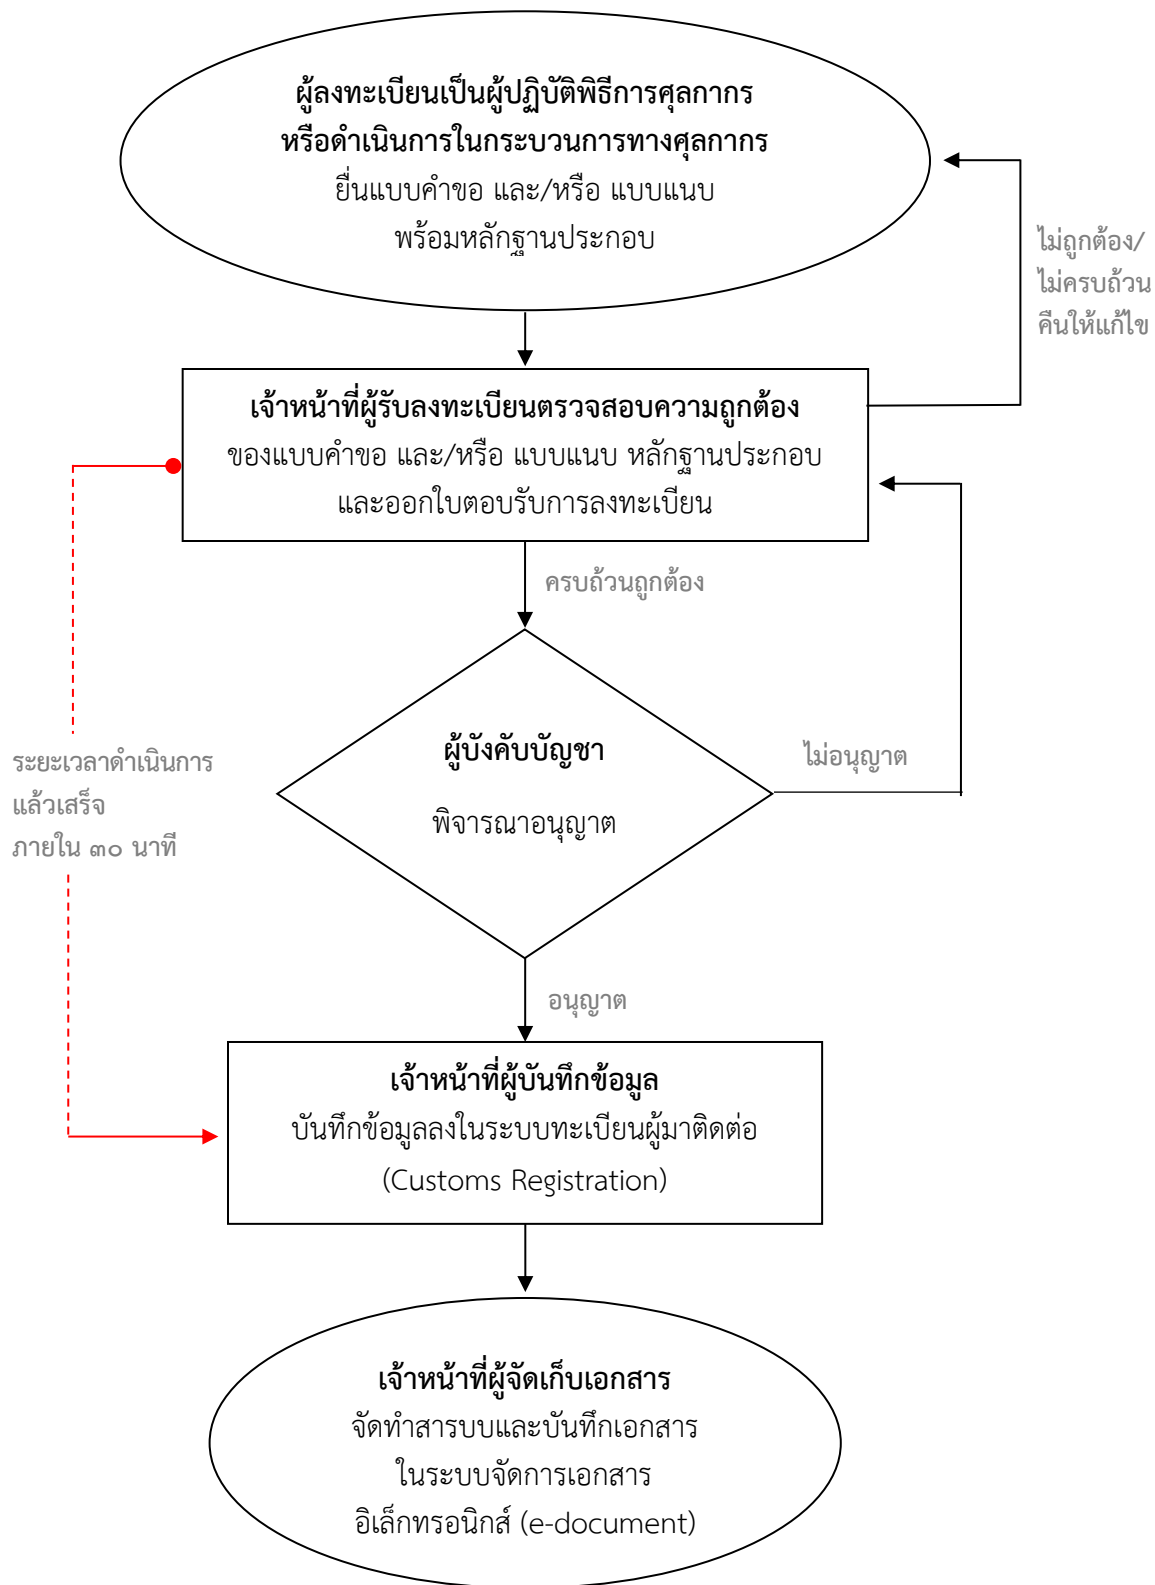 ผู้ลงทะเบียนเป็นผู้ปฏิบัติพิธีการศุลกากร
หรือดำเนินการในกระบวนการทางศุลกากร
ยื่นแบบคำขอ และ/หรือ แบบแนบ
พร้อมหลักฐานประกอบ
ไม่ถูกต้อง/
ไม่ครบถ้วน
คืนให้แก้ไข
เจ้าหน้าที่ผู้รับลงทะเบียนตรวจสอบความถูกต้อง
ของแบบคำขอ และ/หรือ แบบแนบ หลักฐานประกอบ
และออกใบตอบรับการลงทะเบียน
ครบถ้วนถูกต้อง
ผู้บังคับบัญชา
พิจารณาอนุญาต
ไม่อนุญาต
ระยะเวลาดำเนินการ
แล้วเสร็จ
ภายใน ๓๐ นาที
อนุญาต
เจ้าหน้าที่ผู้บันทึกข้อมูล
บันทึกข้อมูลลงในระบบทะเบียนผู้มาติดต่อ
(Customs Registration)
เจ้าหน้าที่ผู้จัดเก็บเอกสาร
จัดทำสารบบและบันทึกเอกสาร
ในระบบจัดการเอกสาร
อิเล็กทรอนิกส์ (e-document)